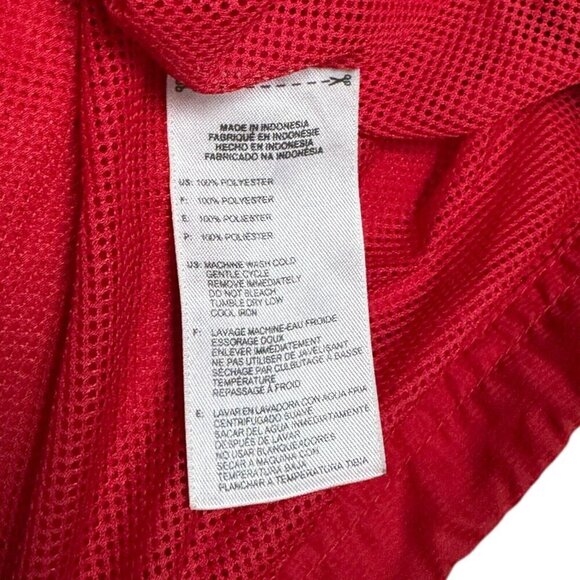 MADE IN INDONESIA
FABRIQUÉ EN INDONÉSIE
HECHO EN INDONESIA
FABRICADO NA INDONÉSIA
US: 100% POLYESTER
F: 100% POLYESTER
E: 100% POLIESTER
P: 100% POLIÉSTER
US: MACHINE WASH COLD
GENTLE CYCLE
REMOVE IMMEDIATELY
DO NOT BLEACH
TUMBLE DRY LOW
COOL IRON
F: LAVAGE MACHINE-EAU FROIDE
ESSORAGE DOUX
ENLEVER IMMÉDIATEMENT
NE PAS UTILISER DE JAVELISANT
SÉCHAGE PAR CULBUTAGE À BASSE
TEMPÉRATURE
REPASSAGE À FROID
E: LAVAR EN LAVADORA CON AGUA FRÍA
CENTRIFUGADO SUAVE
SACAR DEL AGUA INMEDIATAMENTE
DESPUÉS DE LAVAR
NO USAR BLANQUEADORES
SECAR A MÁQUINA CON
TEMPERATURA BAJA
PLANCHAR A TEMPERATURA TIBIA